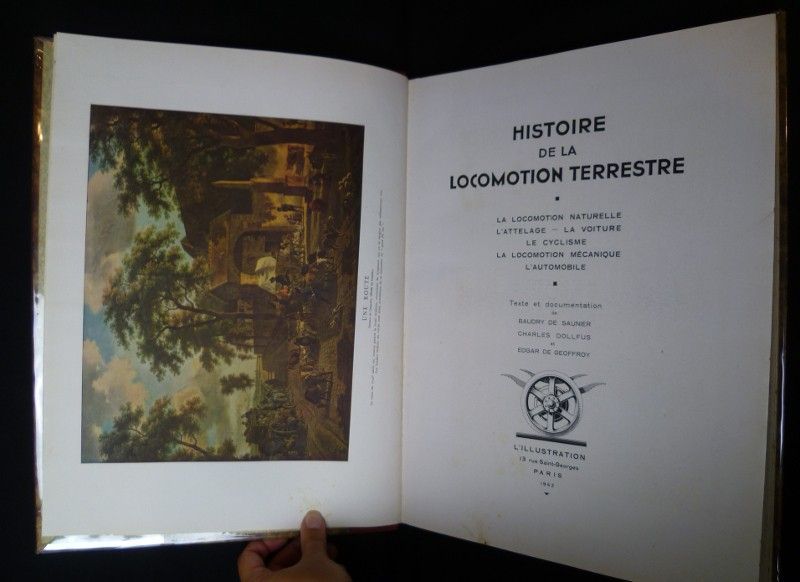 UNE ROUTE
HISTOIRE
DE LA
LOCOMOTION TERRESTRE
LA LOCOMOTION NATURELLE
L'ATTELAGE — LA VOITURE
LE CYCLISME
LA LOCOMOTION MÉCANIQUE
L'AUTOMOBILE
Texte et documentation
de
BAUDRY DE SAUNIER
CHARLES DOLLFUS
et
EDGAR DE GEOFFROY
L'ILLUSTRATION
13 rue Saint-Georges
PARIS
1942